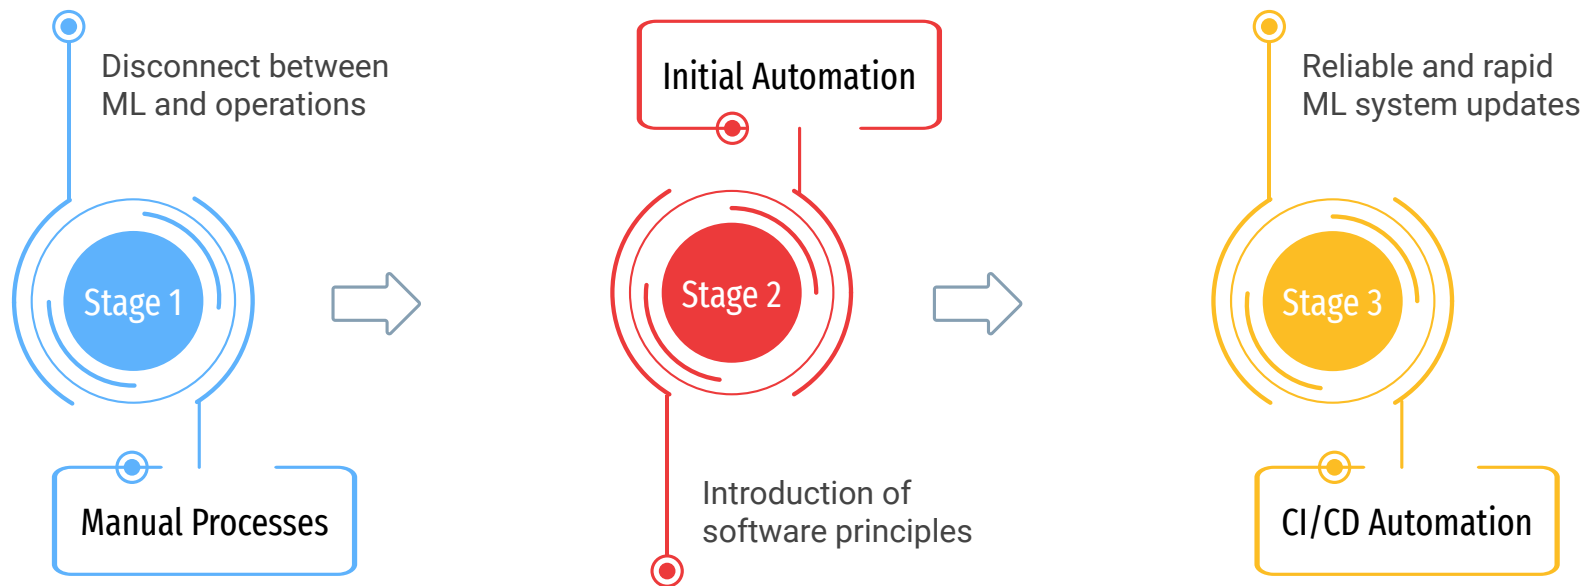 Disconnect between
ML and operations
Stage 1
Manual Processes
Initial Automation
Stage 2
Introduction of
software principles
Reliable and rapid
ML system updates
Stage 3
CI/CD Automation